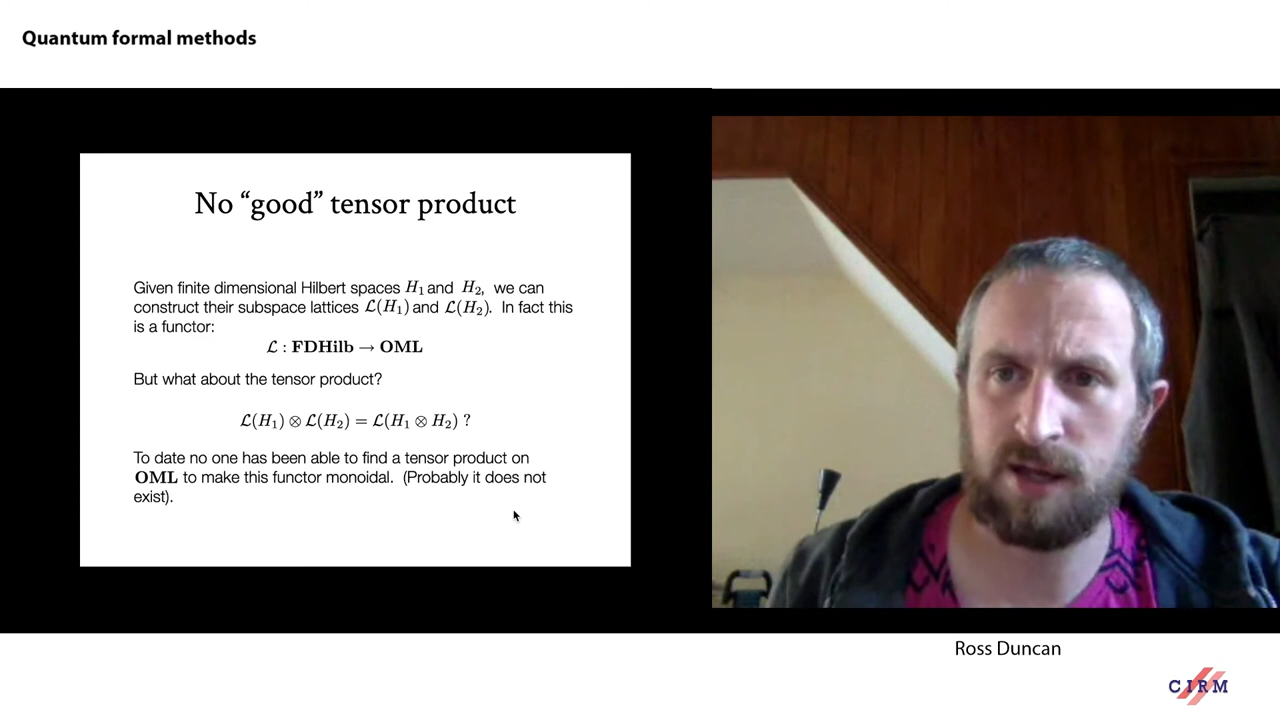 Quantum formal methods
No “good” tensor product
Given finite dimensional Hilbert spaces H₁ and H₂, we can
construct their subspace lattices ℒ(H₁) and ℒ(H₂). In fact this
is a functor:
ℒ : FDHilb → OML
But what about the tensor product?
ℒ(H₁) ⊗ ℒ(H₂) = ℒ(H₁ ⊗ H₂) ?
To date no one has been able to find a tensor product on
OML to make this functor monoidal. (Probably it does not
exist).
Ross Duncan
CIRM